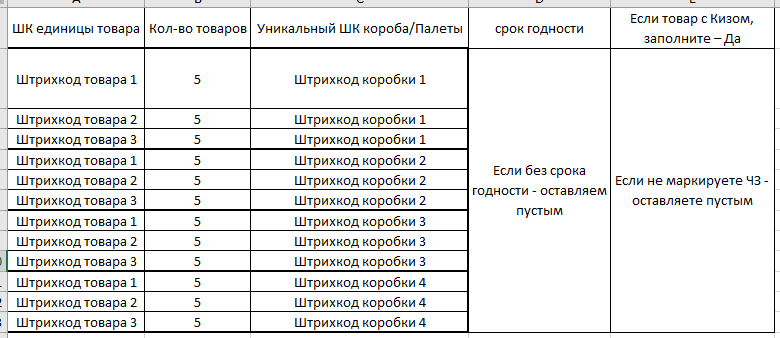 ШК единицы товара Кол-во товаров Уникальный ШК короба/Палеты срок годности Если товар с Кизом,
заполните – Да
Штрихкод товара 1 5 Штрихкод коробки 1
Штрихкод товара 2 5 Штрихкод коробки 1
Штрихкод товара 3 5 Штрихкод коробки 1
Штрихкод товара 1 5 Штрихкод коробки 2
Штрихкод товара 2 5 Штрихкод коробки 2
Штрихкод товара 3 5 Штрихкод коробки 2
Штрихкод товара 1 5 Штрихкод коробки 3
Штрихкод товара 2 5 Штрихкод коробки 3
Штрихкод товара 3 5 Штрихкод коробки 3
Штрихкод товара 1 5 Штрихкод коробки 4
Штрихкод товара 2 5 Штрихкод коробки 4
Штрихкод товара 3 5 Штрихкод коробки 4
Если без срока
годности - оставляем
пустым
Если не маркируете ЧЗ -
оставляете пустым